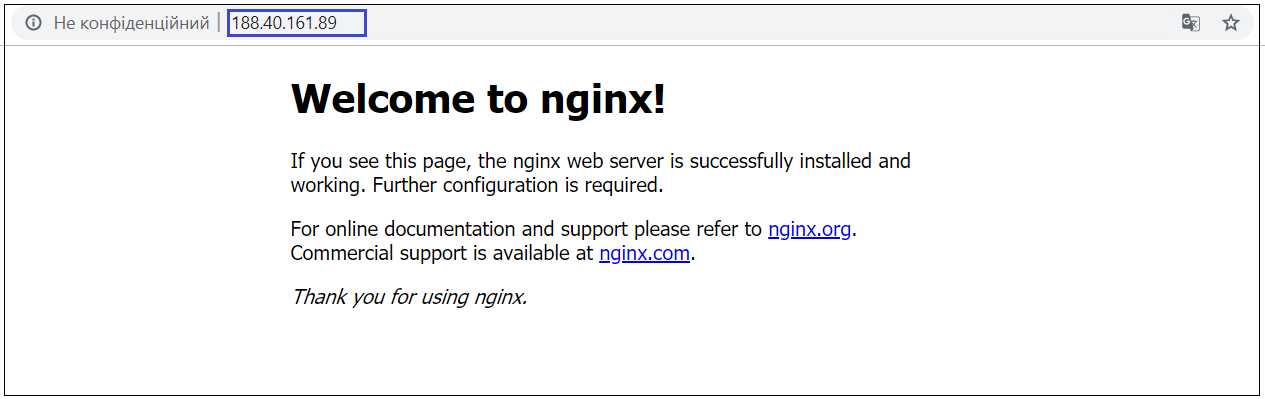 Не конфіденційний | 188.40.161.89
Welcome to nginx!
If you see this page, the nginx web server is successfully installed and
working. Further configuration is required.
For online documentation and support please refer to nginx.org.
Commercial support is available at nginx.com.
Thank you for using nginx.